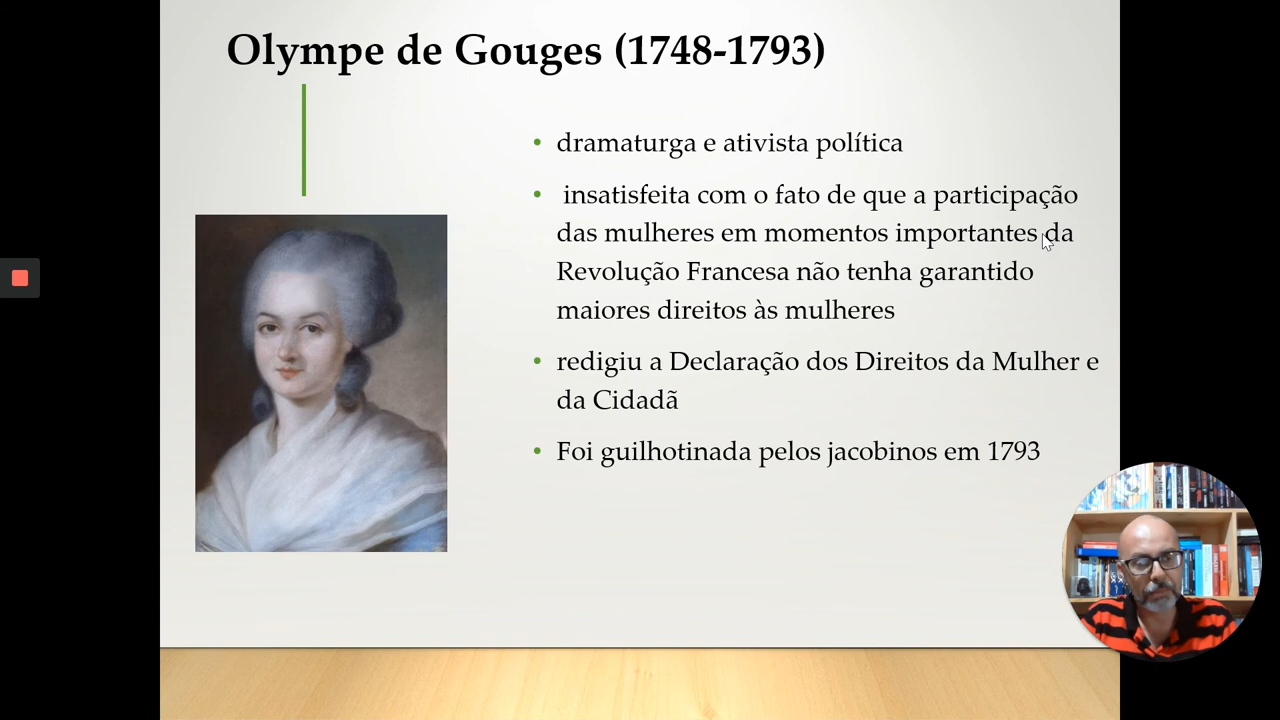 Olympe de Gouges (1748-1793)
• dramaturga e ativista política
• insatisfeita com o fato de que a participação
das mulheres em momentos importantes da
Revolução Francesa não tenha garantido
maiores direitos às mulheres
• redigiu a Declaração dos Direitos da Mulher e
da Cidadã
• Foi guilhotinada pelos jacobinos em 1793